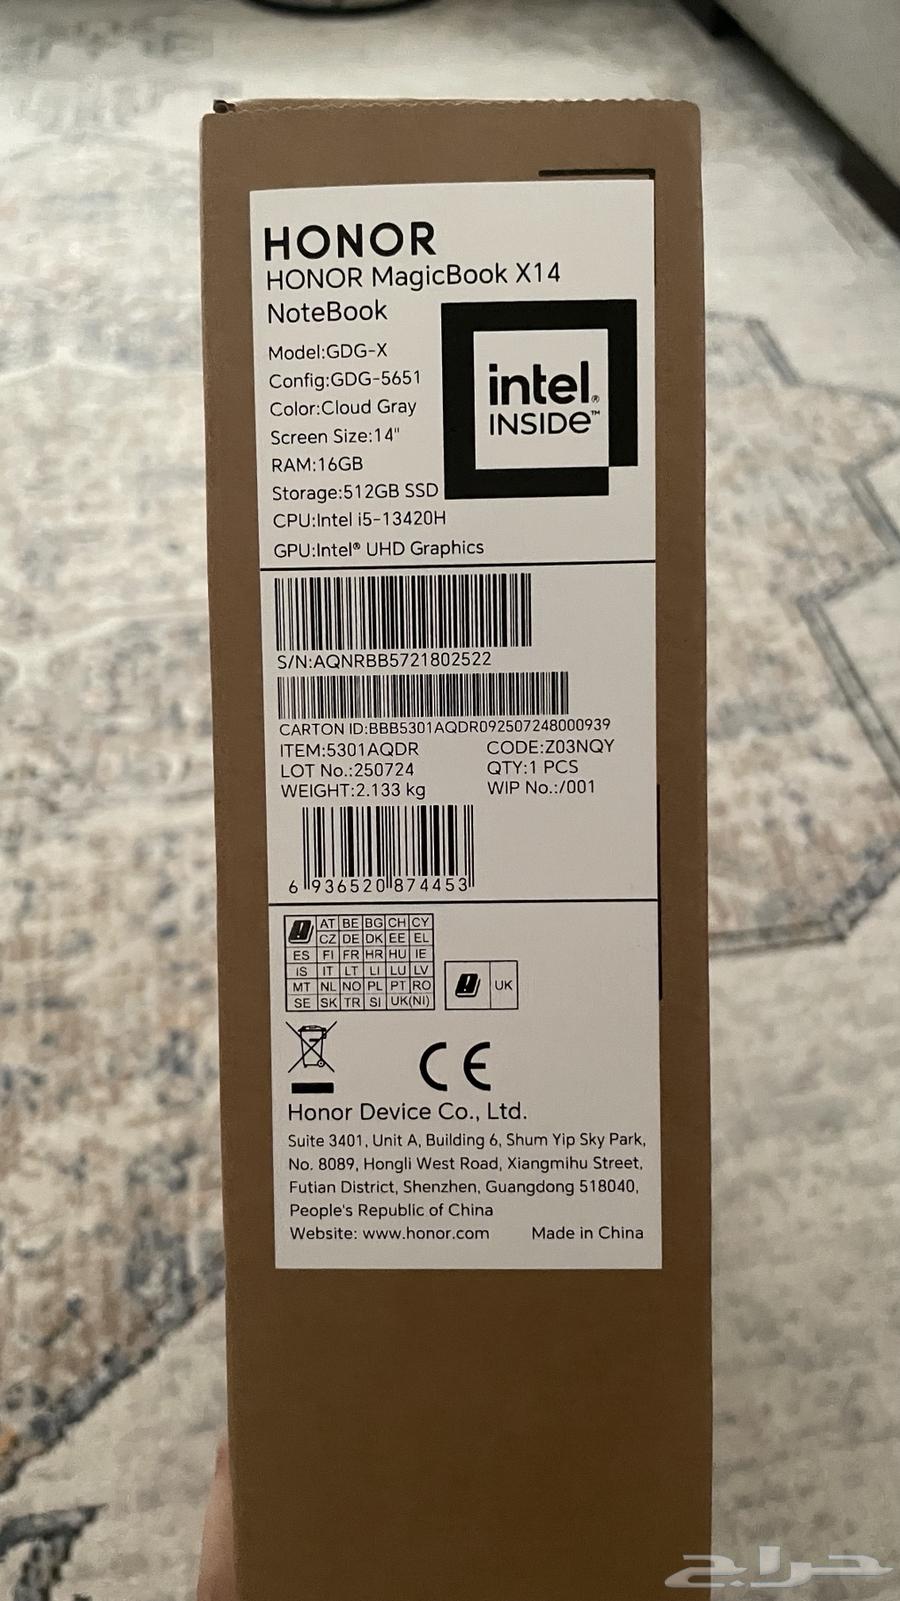 HONOR
HONOR MagicBook X14
NoteBook
Model:GDG-X
Config:GDG-5651
Color:Cloud Gray
Screen Size:14"
RAM:16GB
Storage:512GB SSD
CPU:Intel i5-13420H
GPU:Intel® UHD Graphics
intel®
INSIDE™
S/N:AQNRBB5721802522
CARTON ID:BBB5301AQDR092507248000939
ITEM:5301AQDR CODE:Z03NQY
LOT No.:250724 QTY:1 PCS
WEIGHT:2.133 kg WIP No.:/001
6 936520 874453
AT BE BG CH CY
CZ DE DK EE EL
ES FI FR HR HU IE
IS IT LT LI LU LV
MT NL NO PL PT RO
SE SK TR SI UK(NI)
UK
CE
Honor Device Co., Ltd.
Suite 3401, Unit A, Building 6, Shum Yip Sky Park,
No. 8089, Hongli West Road, Xiangmihu Street,
Futian District, Shenzhen, Guangdong 518040,
People's Republic of China
Website: www.honor.com Made in China
حراج